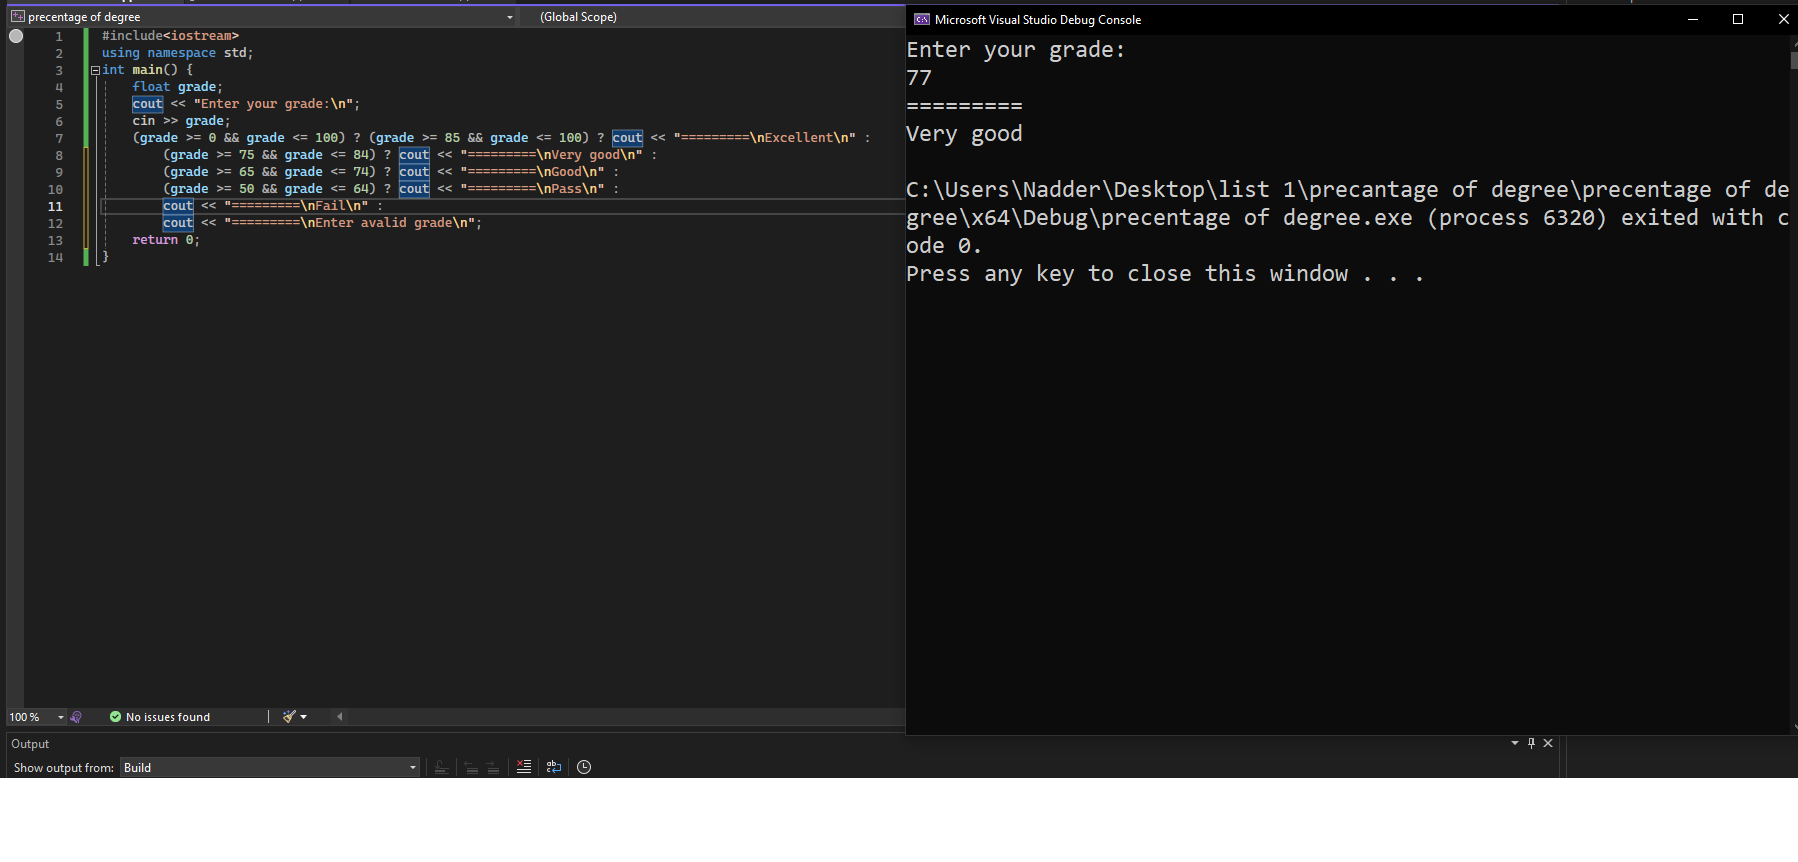 precentage of degree
(Global Scope)
1 #include<iostream>
2 using namespace std;
3 int main() {
4 float grade;
5 cout << "Enter your grade:\n";
6 cin >> grade;
7 (grade >= 0 && grade <= 100) ? (grade >= 85 && grade <= 100) ? cout << "=========\nExcellent\n" :
8 (grade >= 75 && grade <= 84) ? cout << "=========\nVery good\n" :
9 (grade >= 65 && grade <= 74) ? cout << "=========\nGood\n" :
10 (grade >= 50 && grade <= 64) ? cout << "=========\nPass\n" :
11 cout << "=========\nFail\n" :
12 cout << "=========\nEnter avalid grade\n";
13 return 0;
14 }
100 %
No issues found
Output
Show output from: Build
Microsoft Visual Studio Debug Console
Enter your grade:
77
=========
Very good
C:\Users\Nadder\Desktop\list 1\precantage of degree\precentage of de
gree\x64\Debug\precentage of degree.exe (process 6320) exited with c
ode 0.
Press any key to close this window . . .